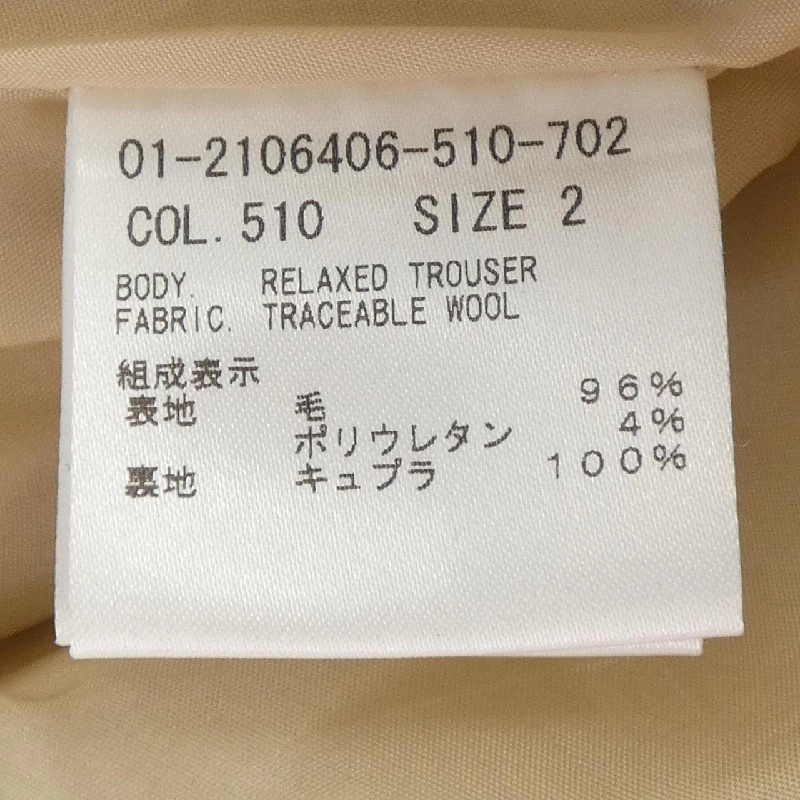 01-2106406-510-702
COL. 510 SIZE 2
BODY. RELAXED TROUSER
FABRIC. TRACEABLE WOOL
組成表示
表地 毛 96%
ポリウレタン 4%
裏地 キュプラ 100%